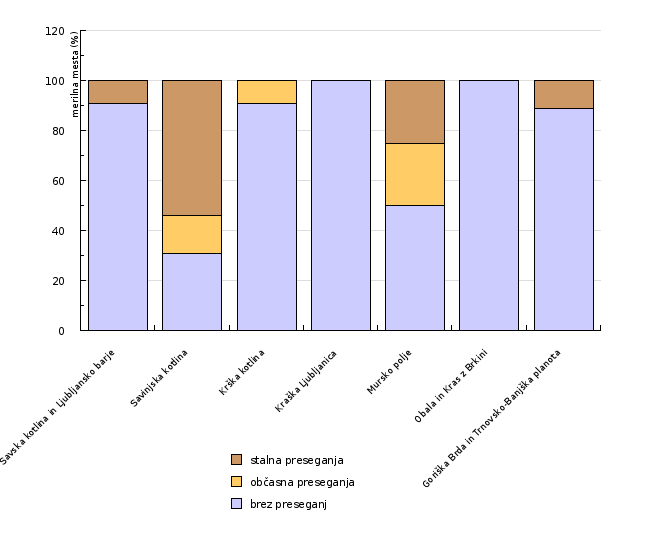 merilna mesta (%)
120
100
80
60
40
20
0
Savska kotlina in Ljubljansko barje
Savinjska kotlina
Krška kotlina
Kraška Ljubljanica
Mursko polje
Obala in Kras z Brkini
Goriška Brda in Trnovsko-Banjška planota
stalna preseganja
občasna preseganja
brez preseganj